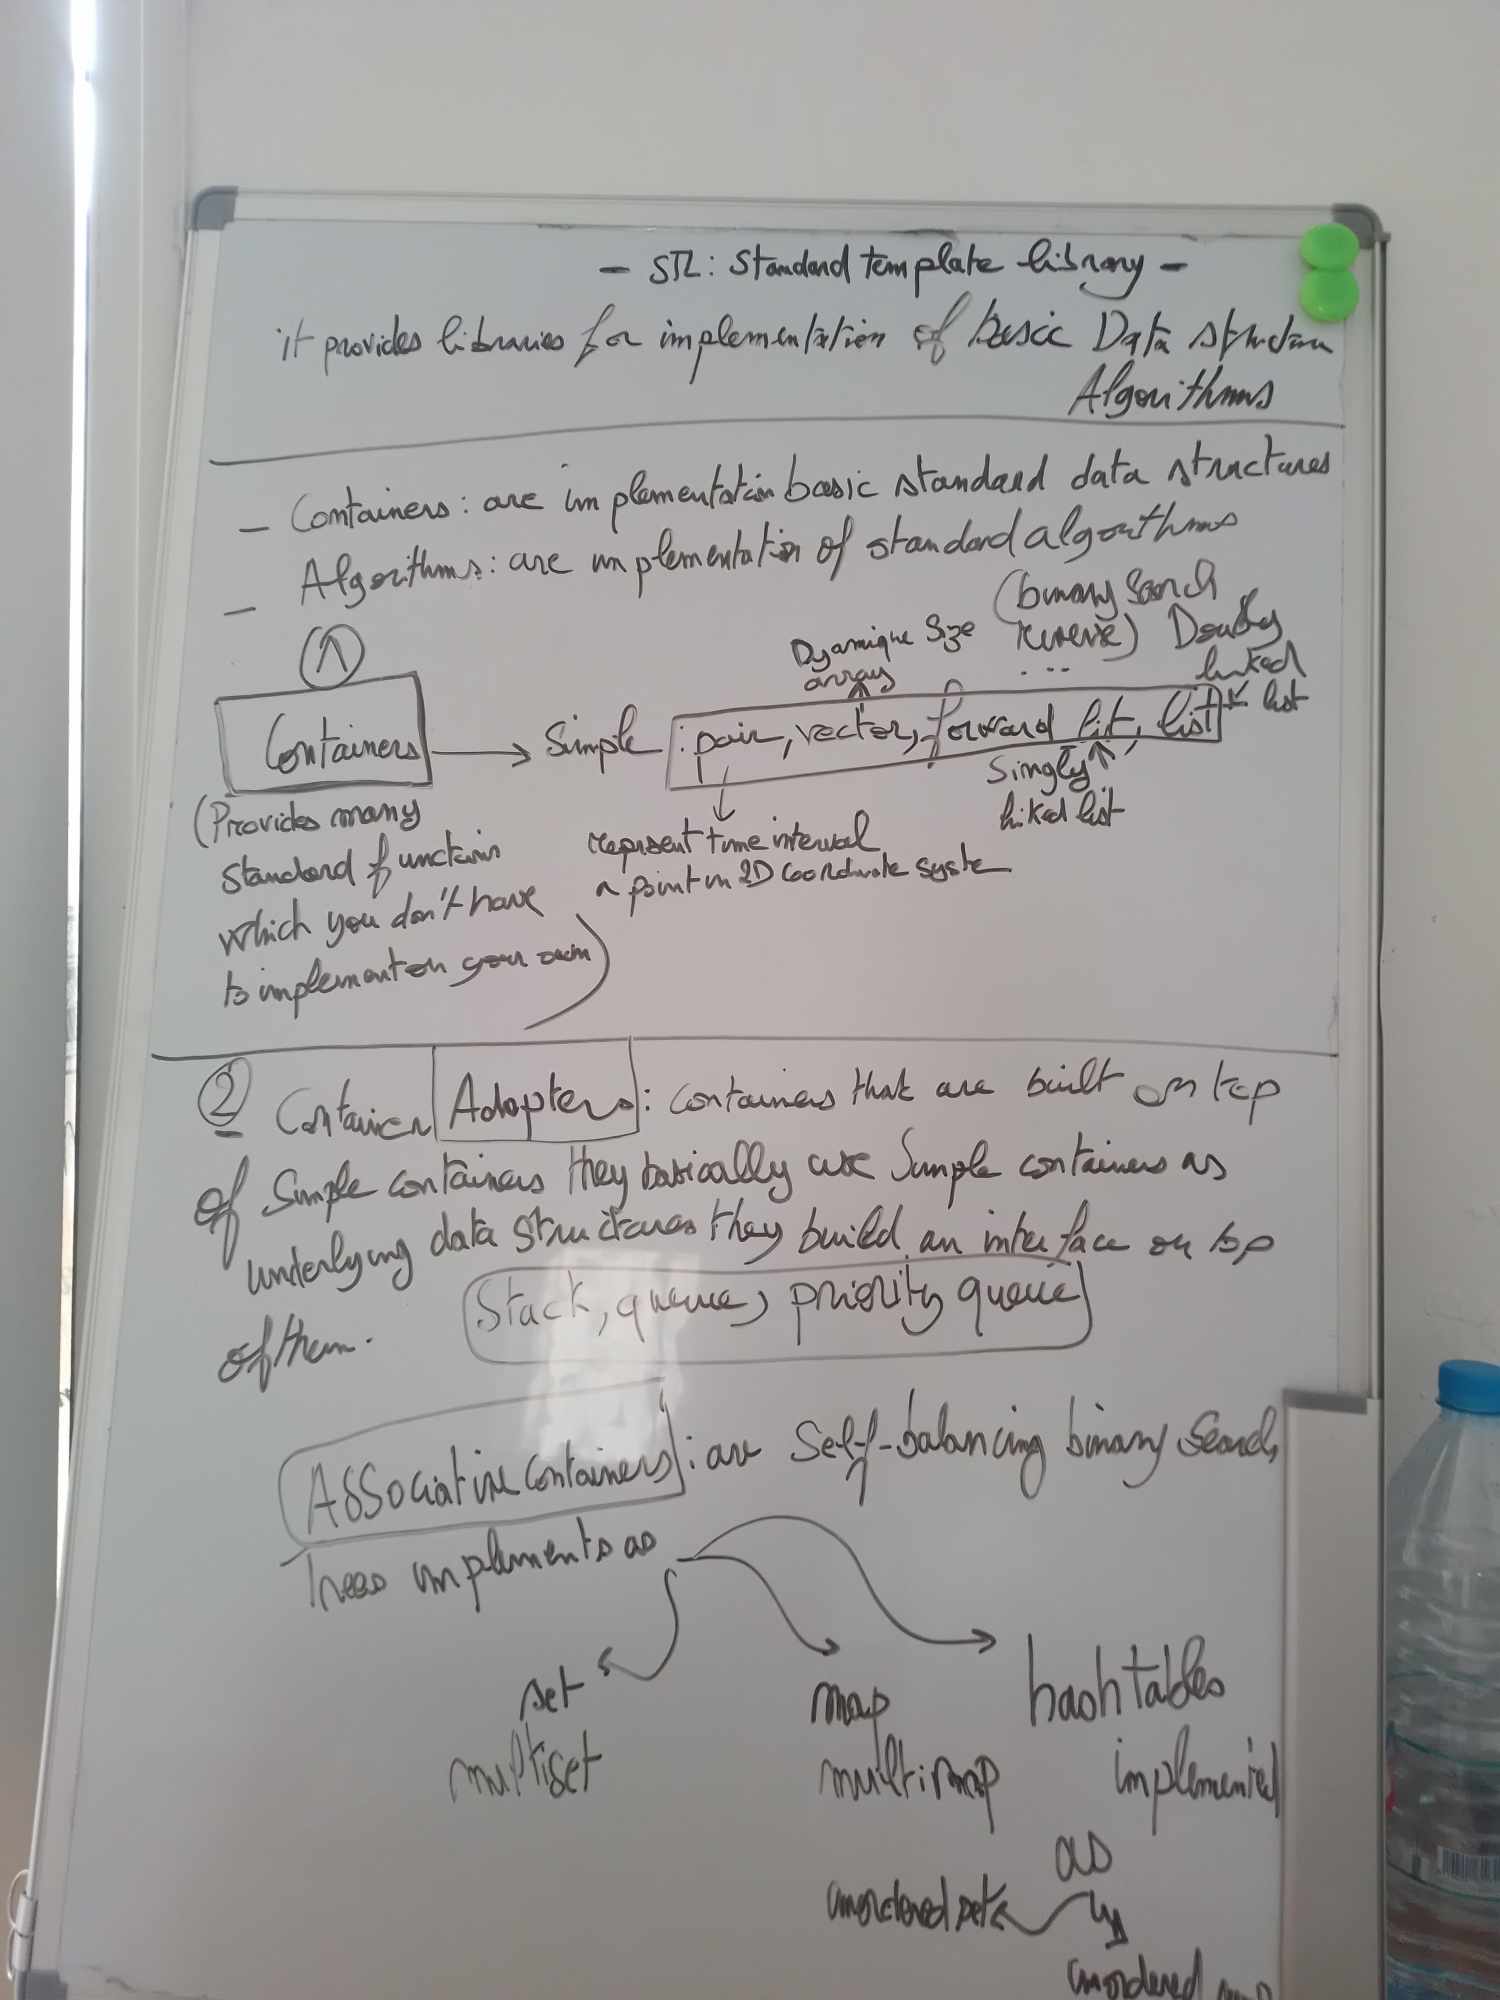 - STL: Standard template library -
it provides libraries for implementation of basic Data structure
Algorithms
- Containers: are implementation basic standard data structures
- Algorithms: are implementation of standard algorithms
(binary search
reverse)
...
1
Containers → Simple : pair, vector, forward list, list
Dynamique Size
array
Doubly
linked
list
Singly
linked list
represent time interval
a point in 2D coordinate system
(Provides many
standard function
which you don't have
to implement on your own)
2 Container Adapters: containers that are built on top
of simple containers they basically use simple containers as
underlying data structures they build an interface on top
of them.
Stack, queue, priority queue
Associative containers: are Self-balancing binary Search
Trees implements as
set
multiset
map
multimap
hash tables
implemented
as
unordered set
unordered map